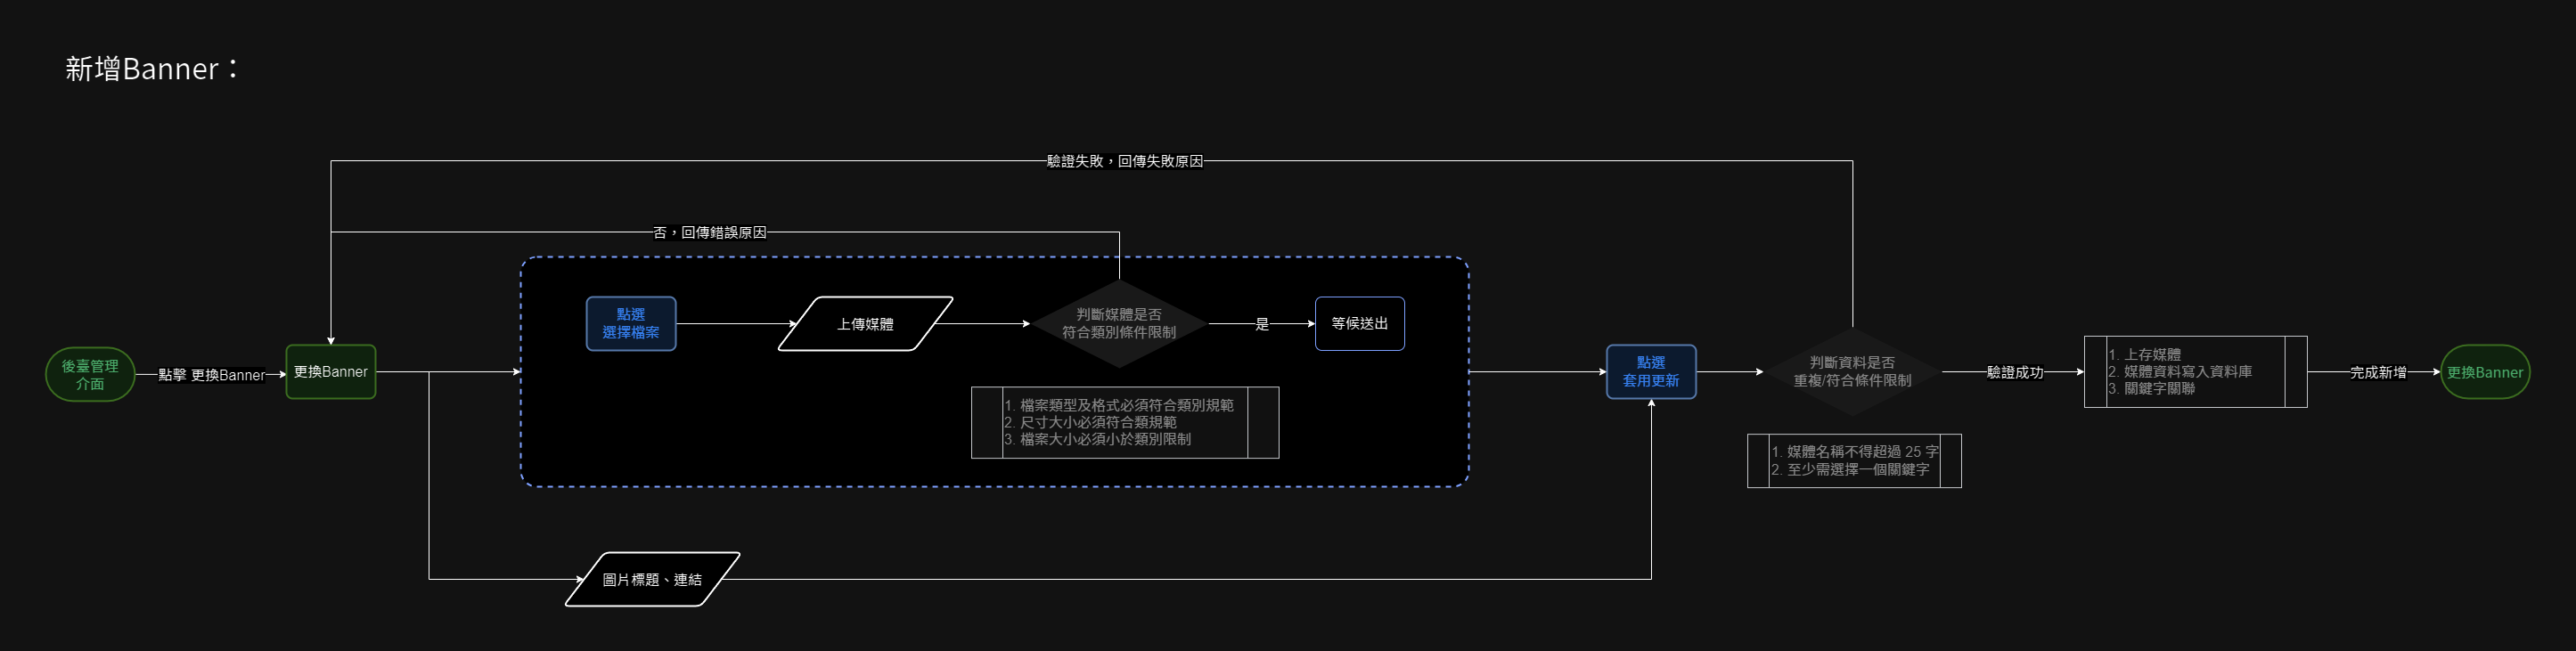 新增Banner：
驗證失敗，回傳失敗原因
否，回傳錯誤原因
後臺管理
介面
點擊 更換Banner
更換Banner
點選
選擇檔案
上傳媒體
判斷媒體是否
符合類別條件限制
是
等候送出
1. 檔案類型及格式必須符合類別規範
2. 尺寸大小必須符合類規範
3. 檔案大小必須小於類別限制
圖片標題、連結
點選
套用更新
判斷資料是否
重複/符合條件限制
1. 媒體名稱不得超過 25 字
2. 至少需選擇一個關鍵字
驗證成功
1. 上存媒體
2. 媒體資料寫入資料庫
3. 關鍵字關聯
完成新增
更換Banner